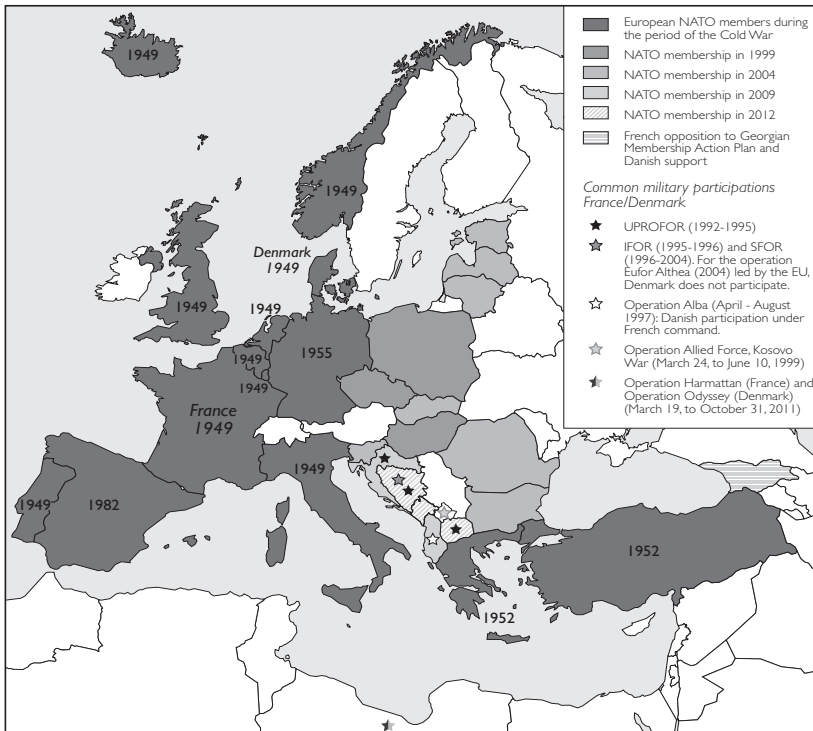 European NATO members during
the period of the Cold War
NATO membership in 1999
NATO membership in 2004
NATO membership in 2009
NATO membership in 2012
French opposition to Georgian
Membership Action Plan and
Danish support
Common military participations
France/Denmark
UPROFOR (1992-1995)
IFOR (1995-1996) and SFOR
(1996-2004). For the operation
Eufor Althea (2004) led by the EU,
Denmark does not participate.
Operation Alba (April - August
1997): Danish participation under
French command.
Operation Allied Force, Kosovo
War (March 24, to June 10, 1999)
Operation Harmattan (France) and
Operation Odyssey (Denmark)
(March 19, to October 31, 2011)
1949
1949
Denmark
1949
1949
1949
1949
1955
1949
France
1949
1949
1949
1982
1952
1952